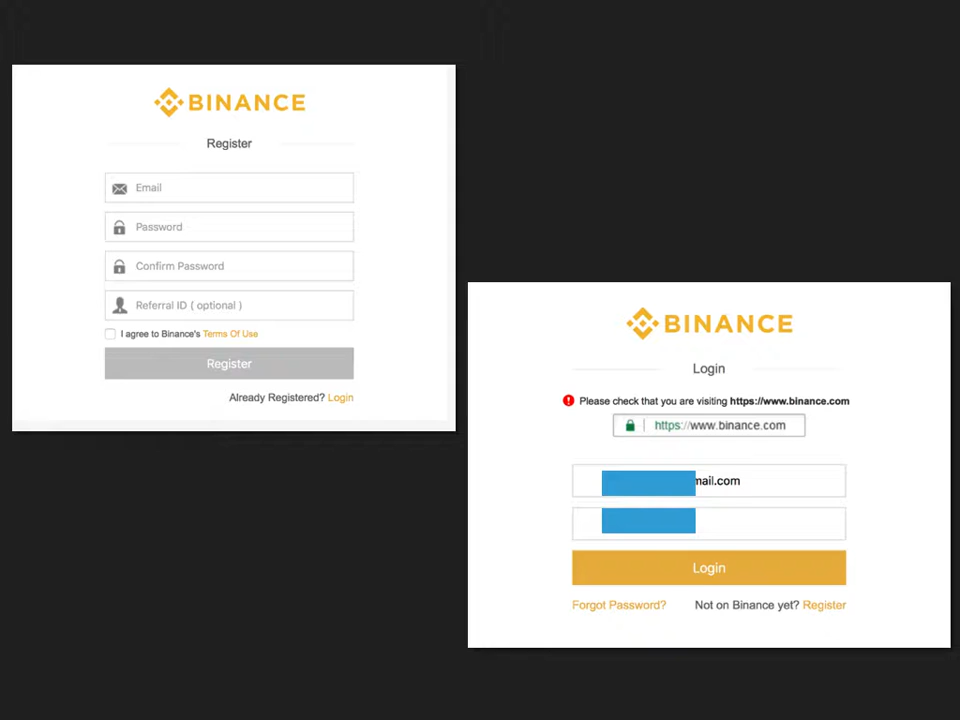 BINANCE
Register
Email
Password
Confirm Password
Referral ID ( optional )
I agree to Binance's Terms Of Use
Register
Already Registered? Login
BINANCE
Login
Please check that you are visiting https://www.binance.com
https://www.binance.com
mail.com
Login
Forgot Password? Not on Binance yet? Register